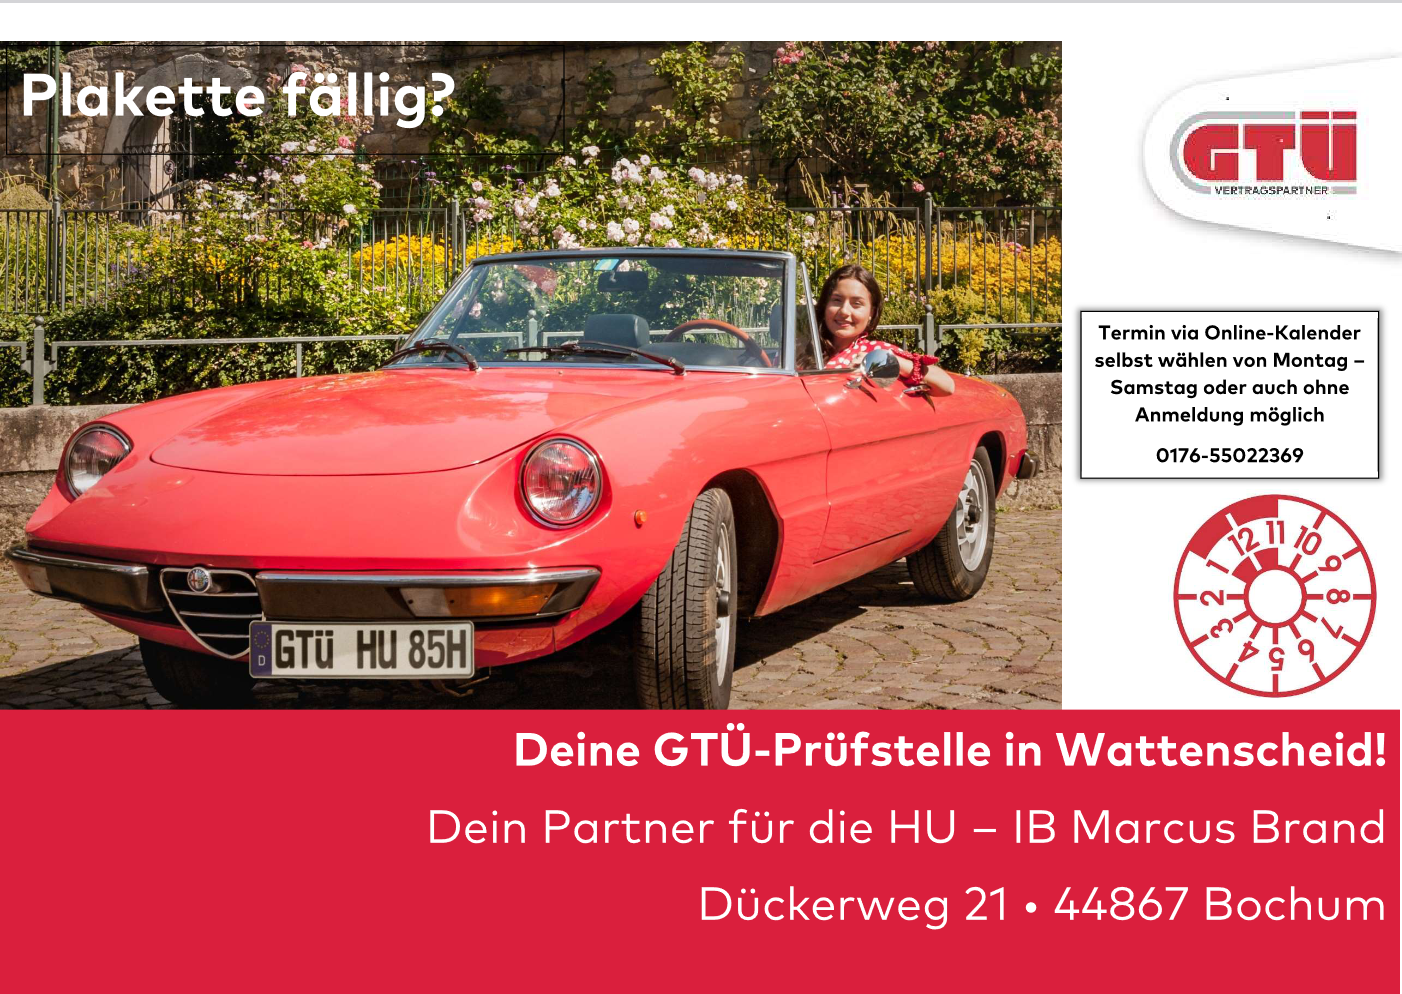 Plakette fällig?
GTÜ
VERTRAGSPARTNER
Termin via Online-Kalender
selbst wählen von Montag –
Samstag oder auch ohne
Anmeldung möglich
0176-55022369
12 11 10
1 9
2 8
3 7
4 5 6
D GTÜ HU 85H
Deine GTÜ-Prüfstelle in Wattenscheid!
Dein Partner für die HU – IB Marcus Brand
Dückerweg 21 • 44867 Bochum